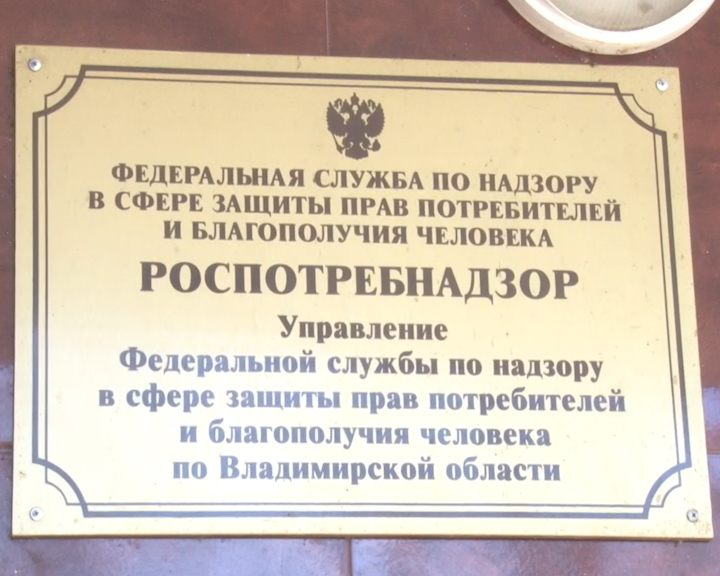 ФЕДЕРАЛЬНАЯ СЛУЖБА ПО НАДЗОРУ
В СФЕРЕ ЗАЩИТЫ ПРАВ ПОТРЕБИТЕЛЕЙ
И БЛАГОПОЛУЧИЯ ЧЕЛОВЕКА
РОСПОТРЕБНАДЗОР
Управление
Федеральной службы по надзору
в сфере защиты прав потребителей
и благополучия человека
по Владимирской области